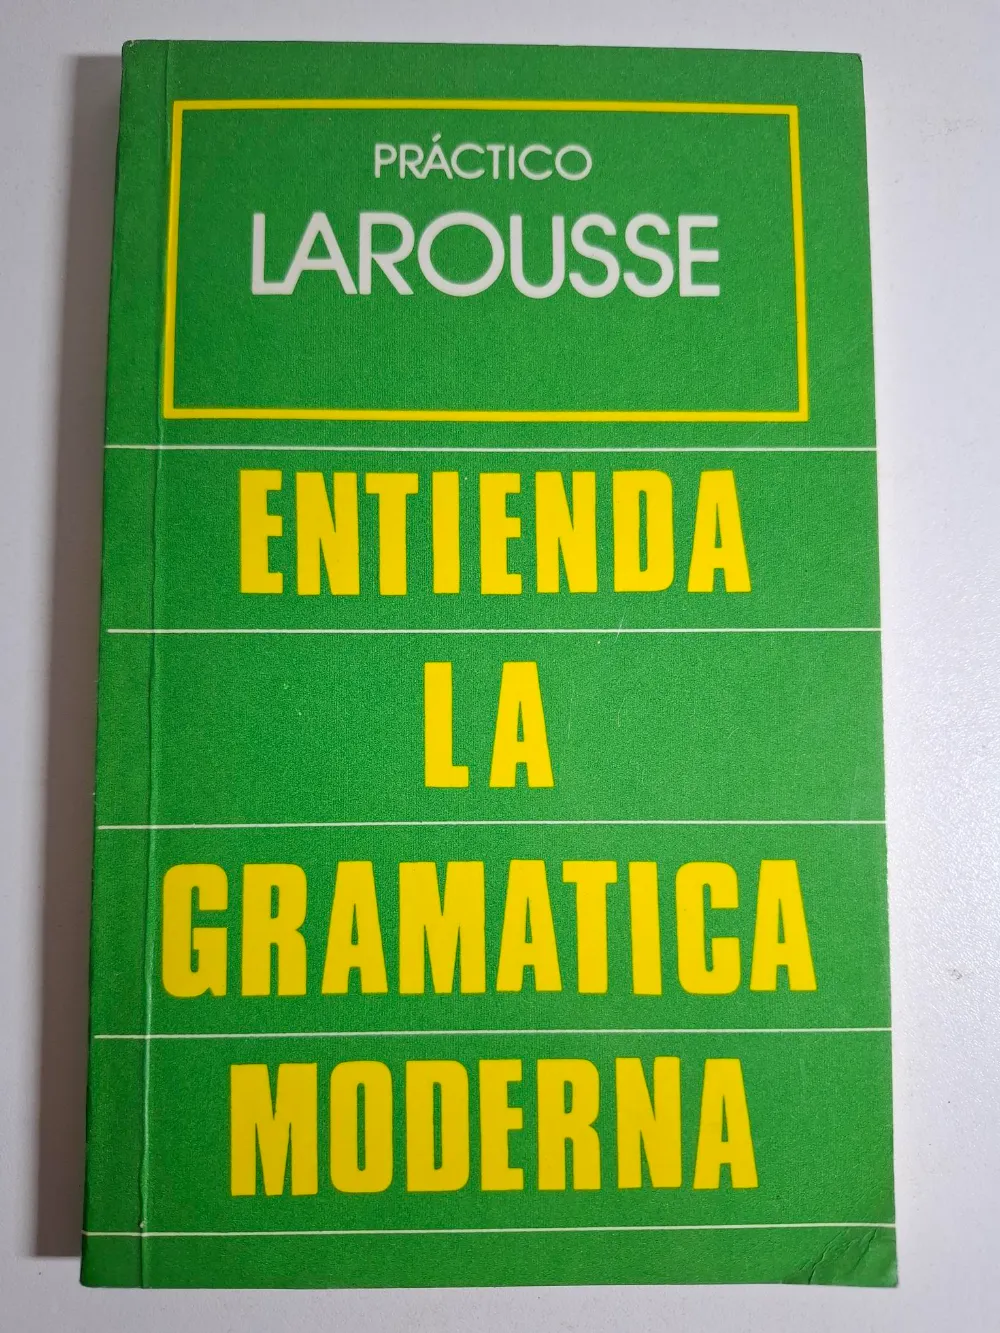 PRÁCTICO
LAROUSSE
ENTIENDA
LA
GRAMATICA
MODERNA